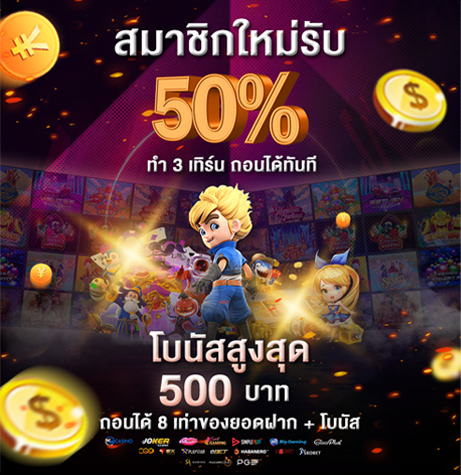 สมาชิกใหม่รับ
50%
ทำ 3 เทิร์น ถอนได้ทันที
โบนัสสูงสุด
500 บาท
ถอนได้ 8 เท่าของยอดฝาก + โบนัส
JOKER
HABANERO